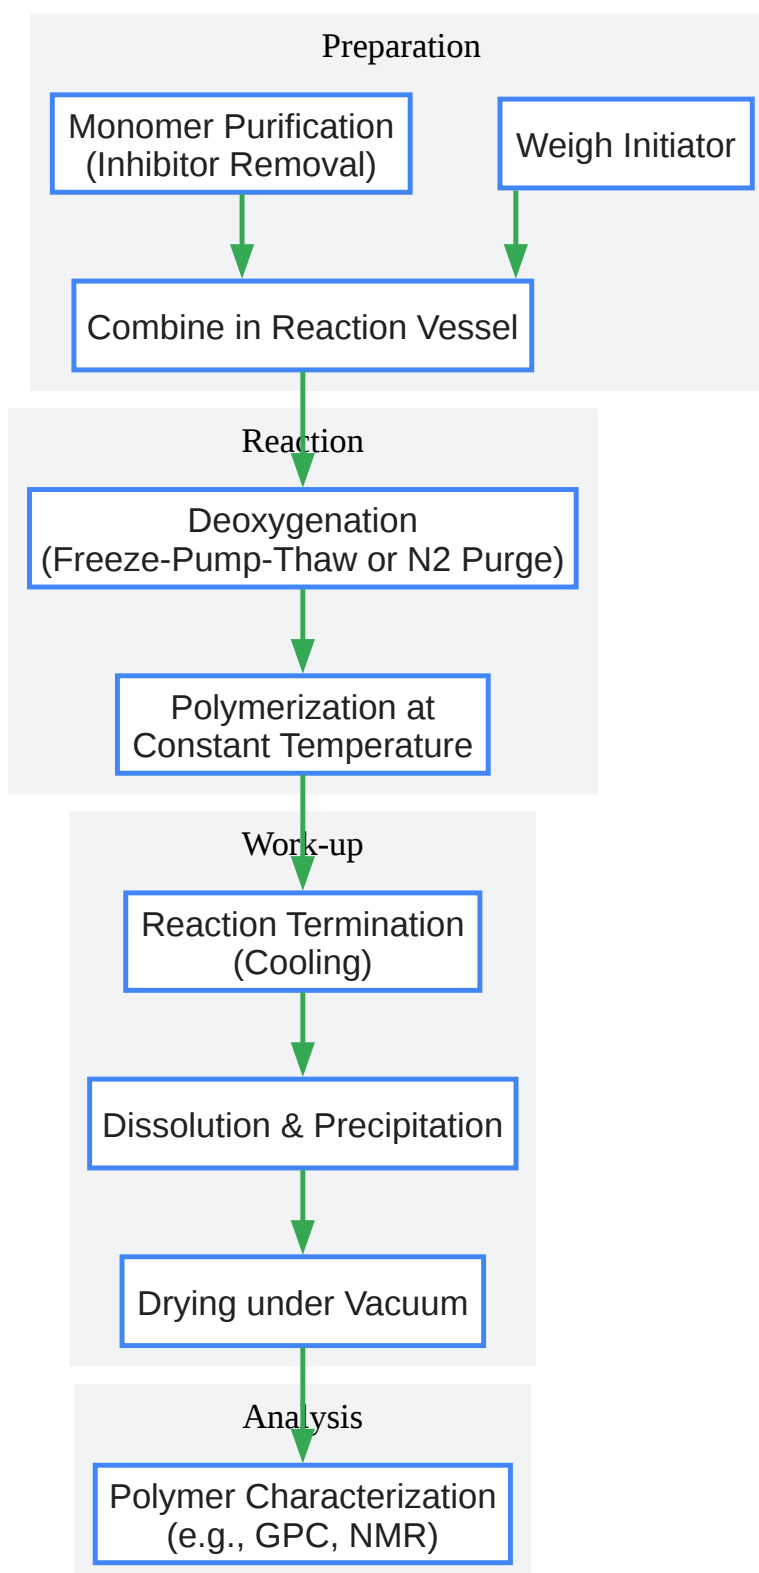 Preparation
Monomer Purification
(Inhibitor Removal)
Weigh Initiator
Combine in Reaction Vessel
Reaction
Deoxygenation
(Freeze-Pump-Thaw or N2 Purge)
Polymerization at
Constant Temperature
Work-up
Reaction Termination
(Cooling)
Dissolution & Precipitation
Drying under Vacuum
Analysis
Polymer Characterization
(e.g., GPC, NMR)